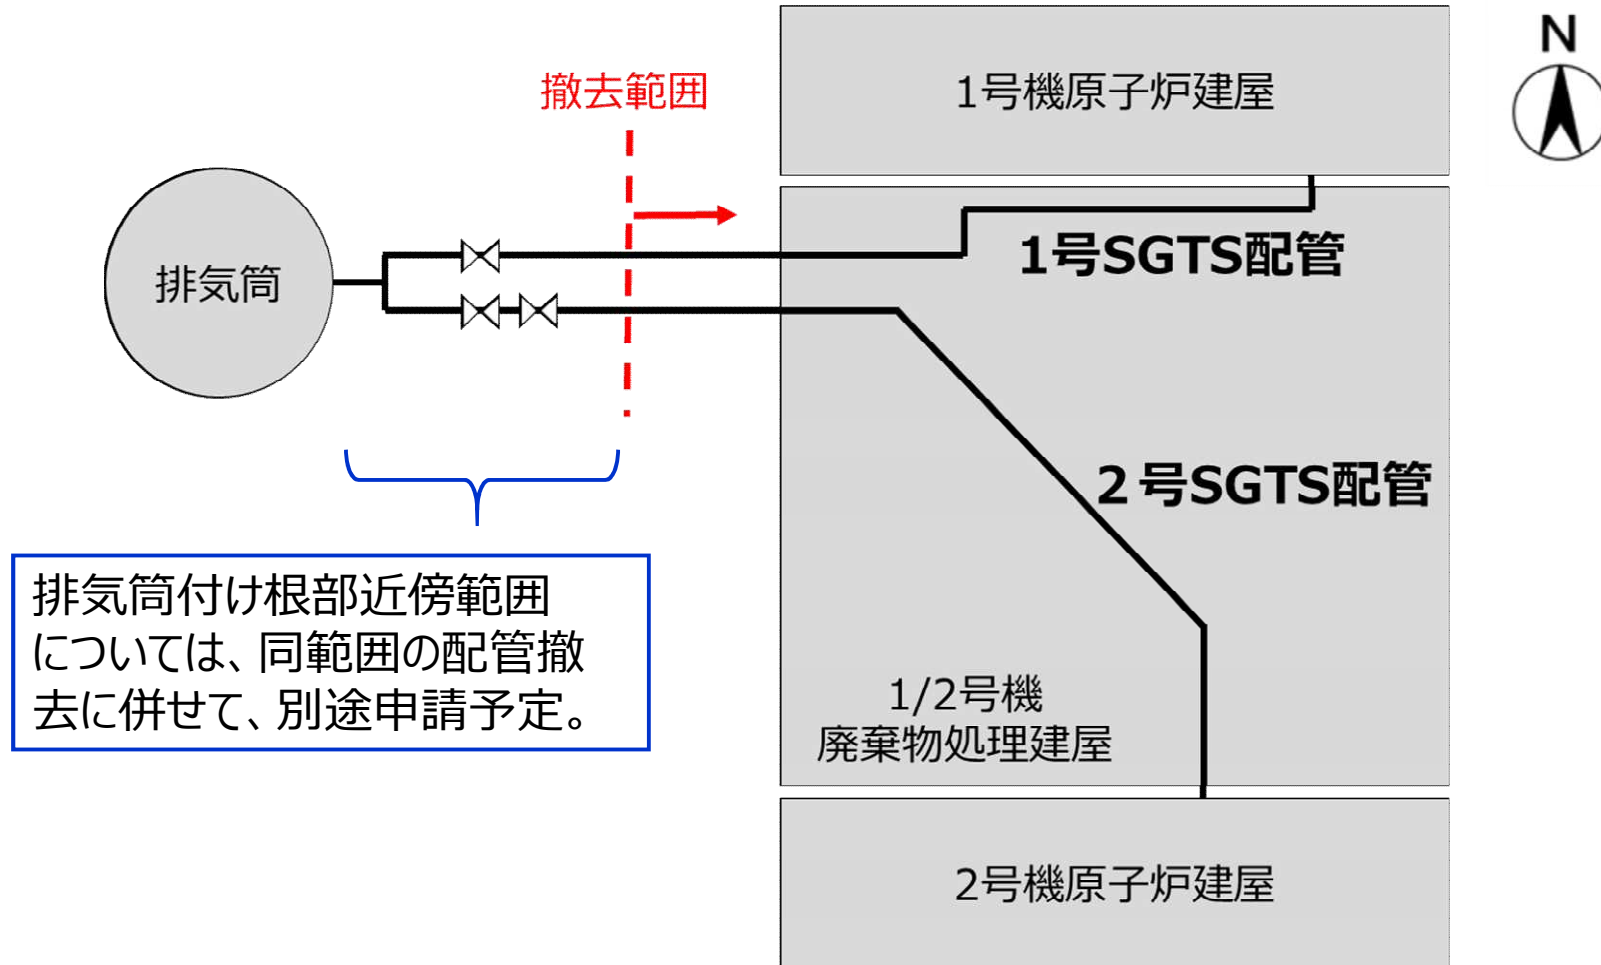 N
撤去範囲
1号機原子炉建屋
排気筒
1号SGTS配管
２号SGTS配管
排気筒付け根部近傍範囲
については、同範囲の配管撤
去に併せて、別途申請予定。
1/2号機
廃棄物処理建屋
2号機原子炉建屋